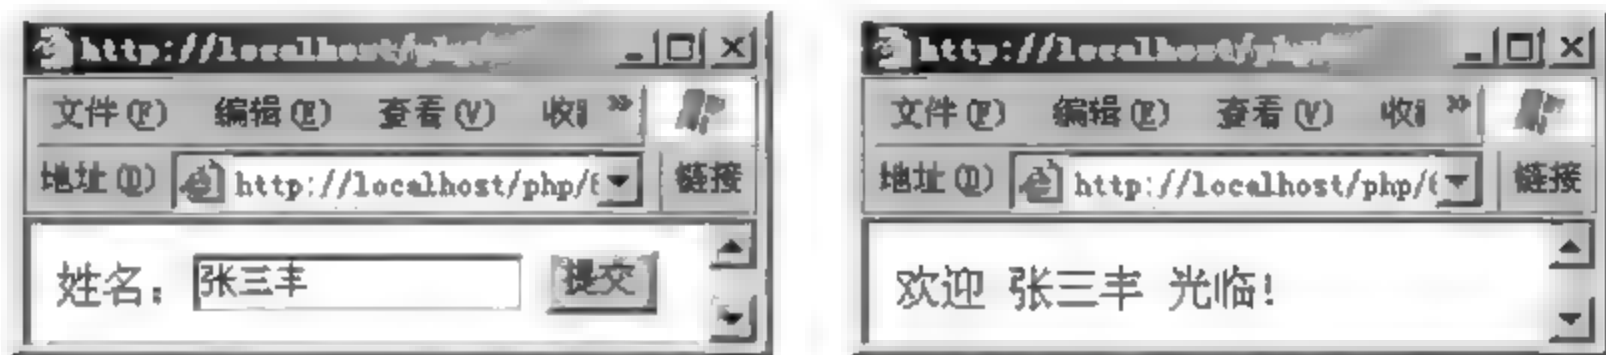 http://localhost/php/
文件(F) 编辑(E) 查看(V) 收 »
地址(D) http://localhost/php/ 链接
姓名: 张三丰 提交
http://localhost/php/
文件(F) 编辑(E) 查看(V) 收 »
地址(D) http://localhost/php/ 链接
欢迎 张三丰 光临!